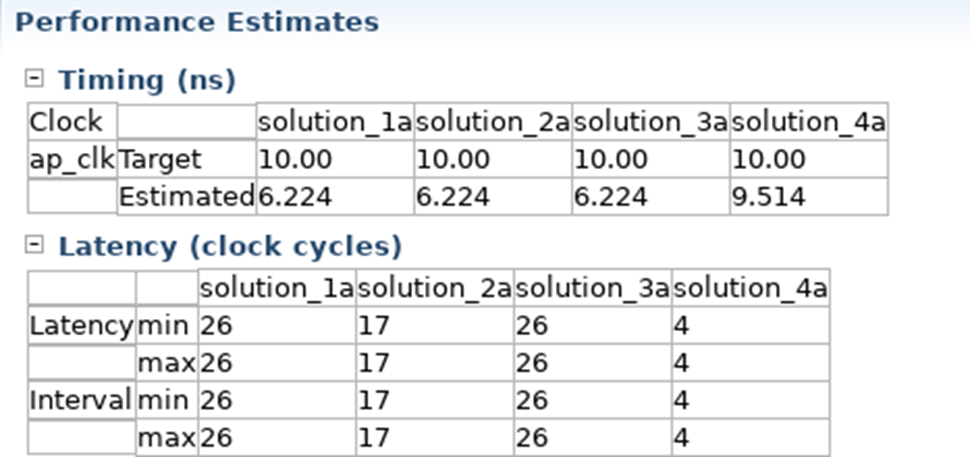 Performance Estimates
Timing (ns)
Clock solution_1a solution_2a solution_3a solution_4a
ap_clk Target 10.00 10.00 10.00 10.00
Estimated 6.224 6.224 6.224 9.514
Latency (clock cycles)
solution_1a solution_2a solution_3a solution_4a
Latency min 26 17 26 4
max 26 17 26 4
Interval min 26 17 26 4
max 26 17 26 4